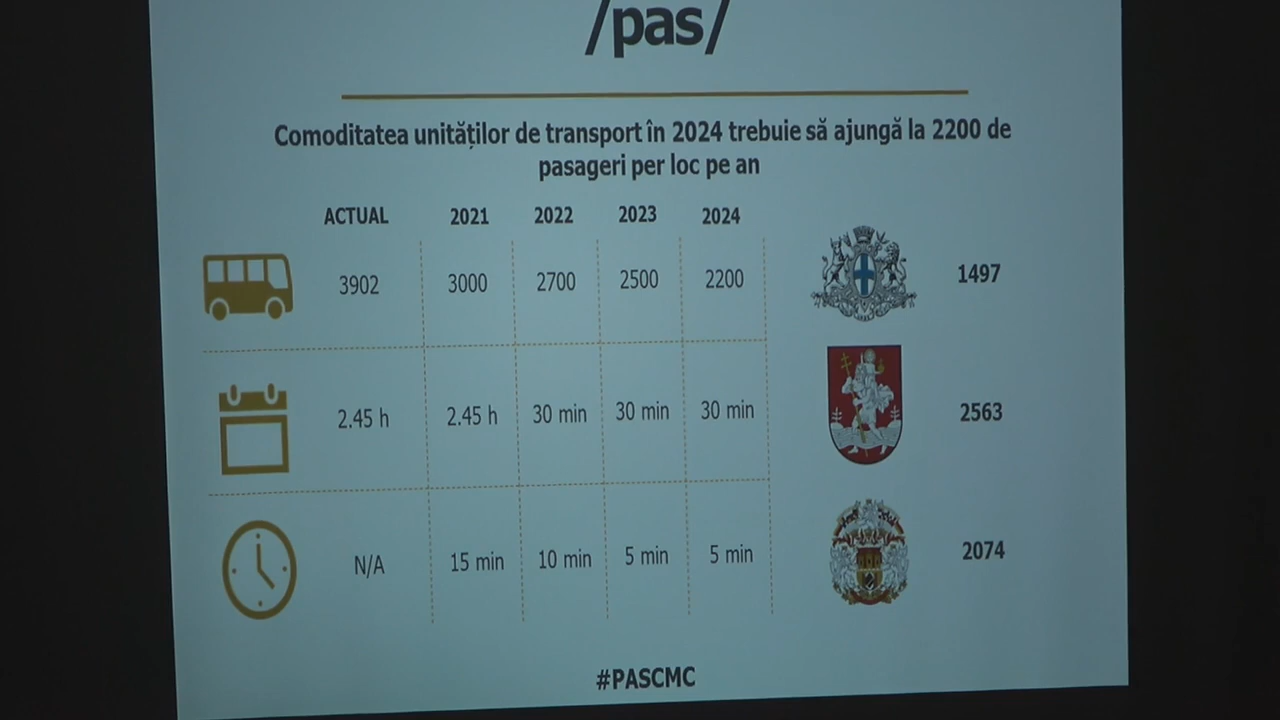 /pas/
Comoditatea unităților de transport în 2024 trebuie să ajungă la 2200 de
pasageri per loc pe an
ACTUAL 2021 2022 2023 2024
3902 3000 2700 2500 2200 1497
2.45 h 2.45 h 30 min 30 min 30 min 2563
N/A 15 min 10 min 5 min 5 min 2074
#PASCMC